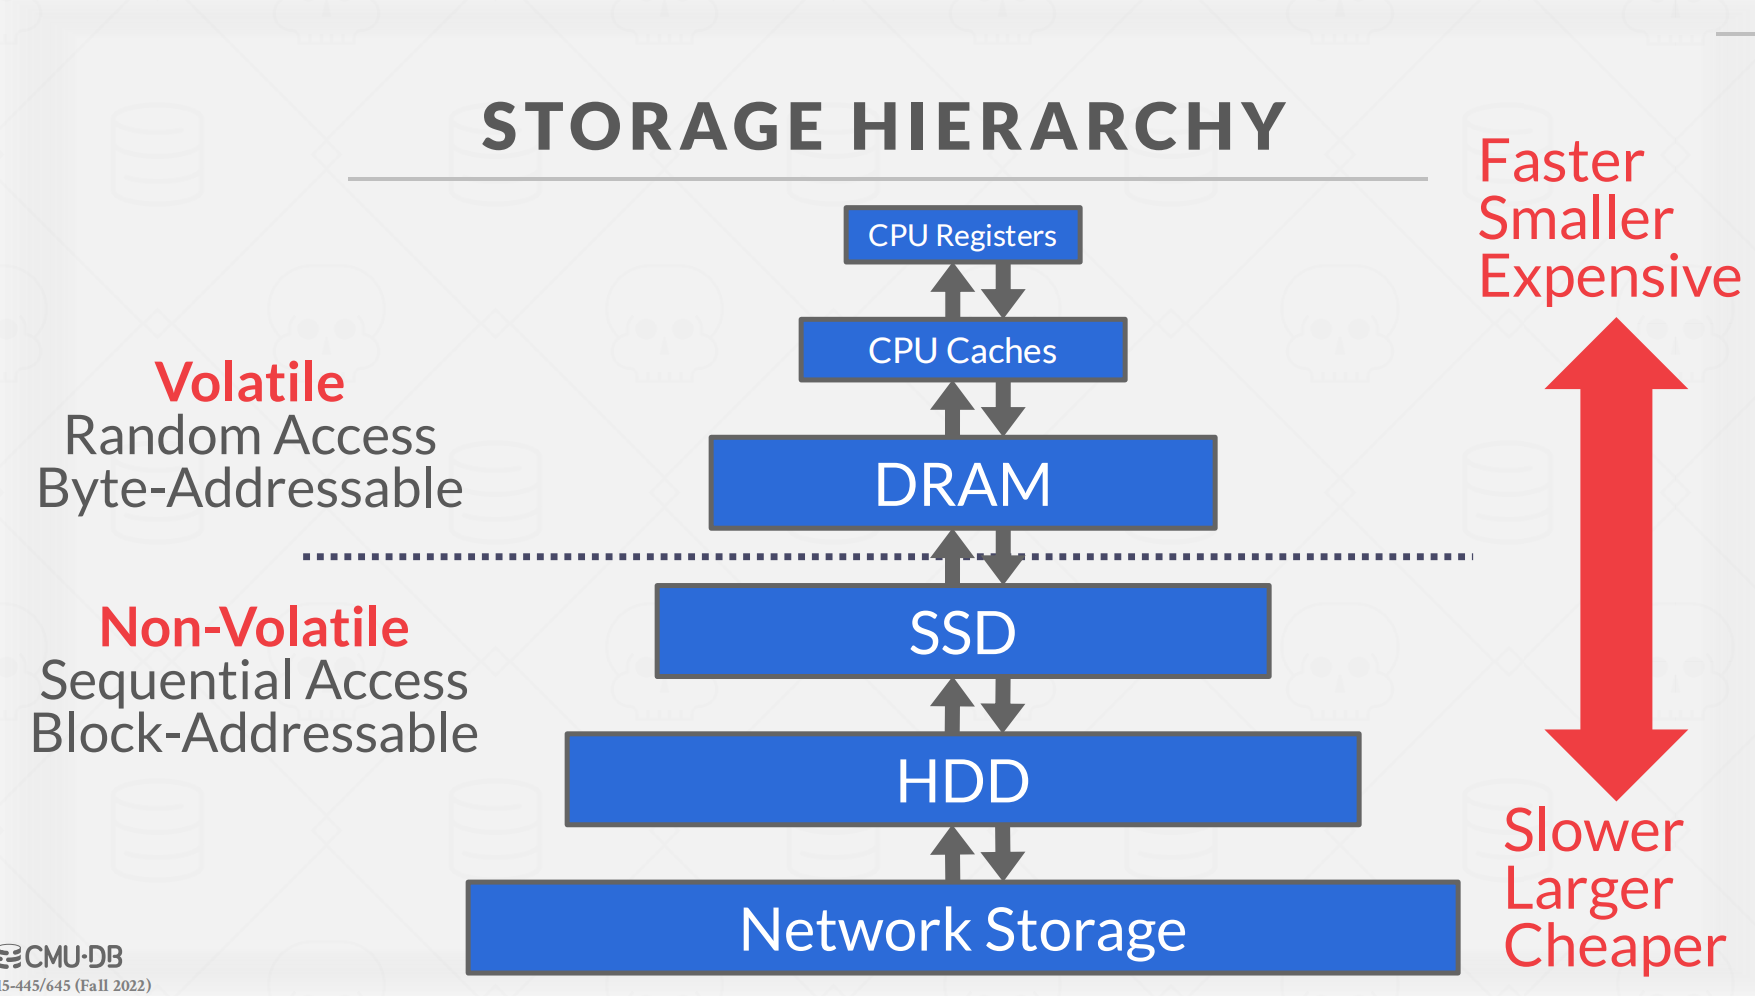 STORAGE HIERARCHY
Faster
Smaller
Expensive
CPU Registers
CPU Caches
Volatile
Random Access
Byte-Addressable
DRAM
Non-Volatile
Sequential Access
Block-Addressable
SSD
HDD
Network Storage
Slower
Larger
Cheaper
CMU·DB
15-445/645 (Fall 2022)